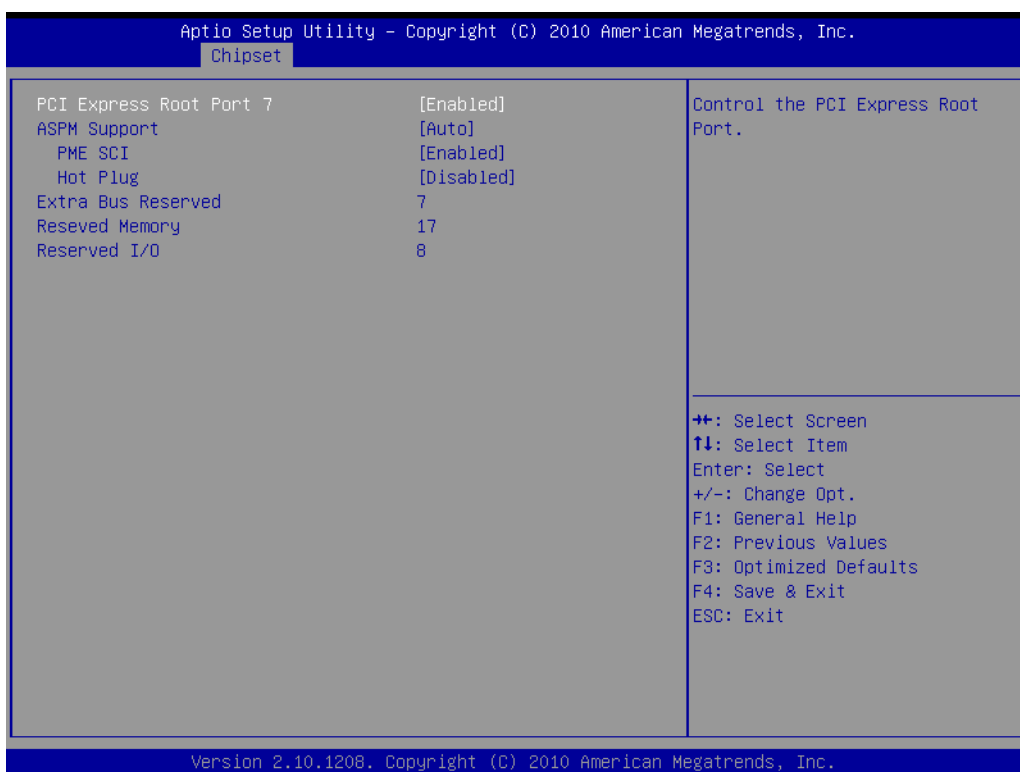 Aptio Setup Utility – Copyright (C) 2010 American Megatrends, Inc.
Chipset
PCI Express Root Port 7 [Enabled]
ASPM Support [Auto]
PME SCI [Enabled]
Hot Plug [Disabled]
Extra Bus Reserved 7
Reseved Memory 17
Reserved I/O 8
Control the PCI Express Root
Port.
→←: Select Screen
↑↓: Select Item
Enter: Select
+/-: Change Opt.
F1: General Help
F2: Previous Values
F3: Optimized Defaults
F4: Save & Exit
ESC: Exit
Version 2.10.1208. Copyright (C) 2010 American Megatrends, Inc.